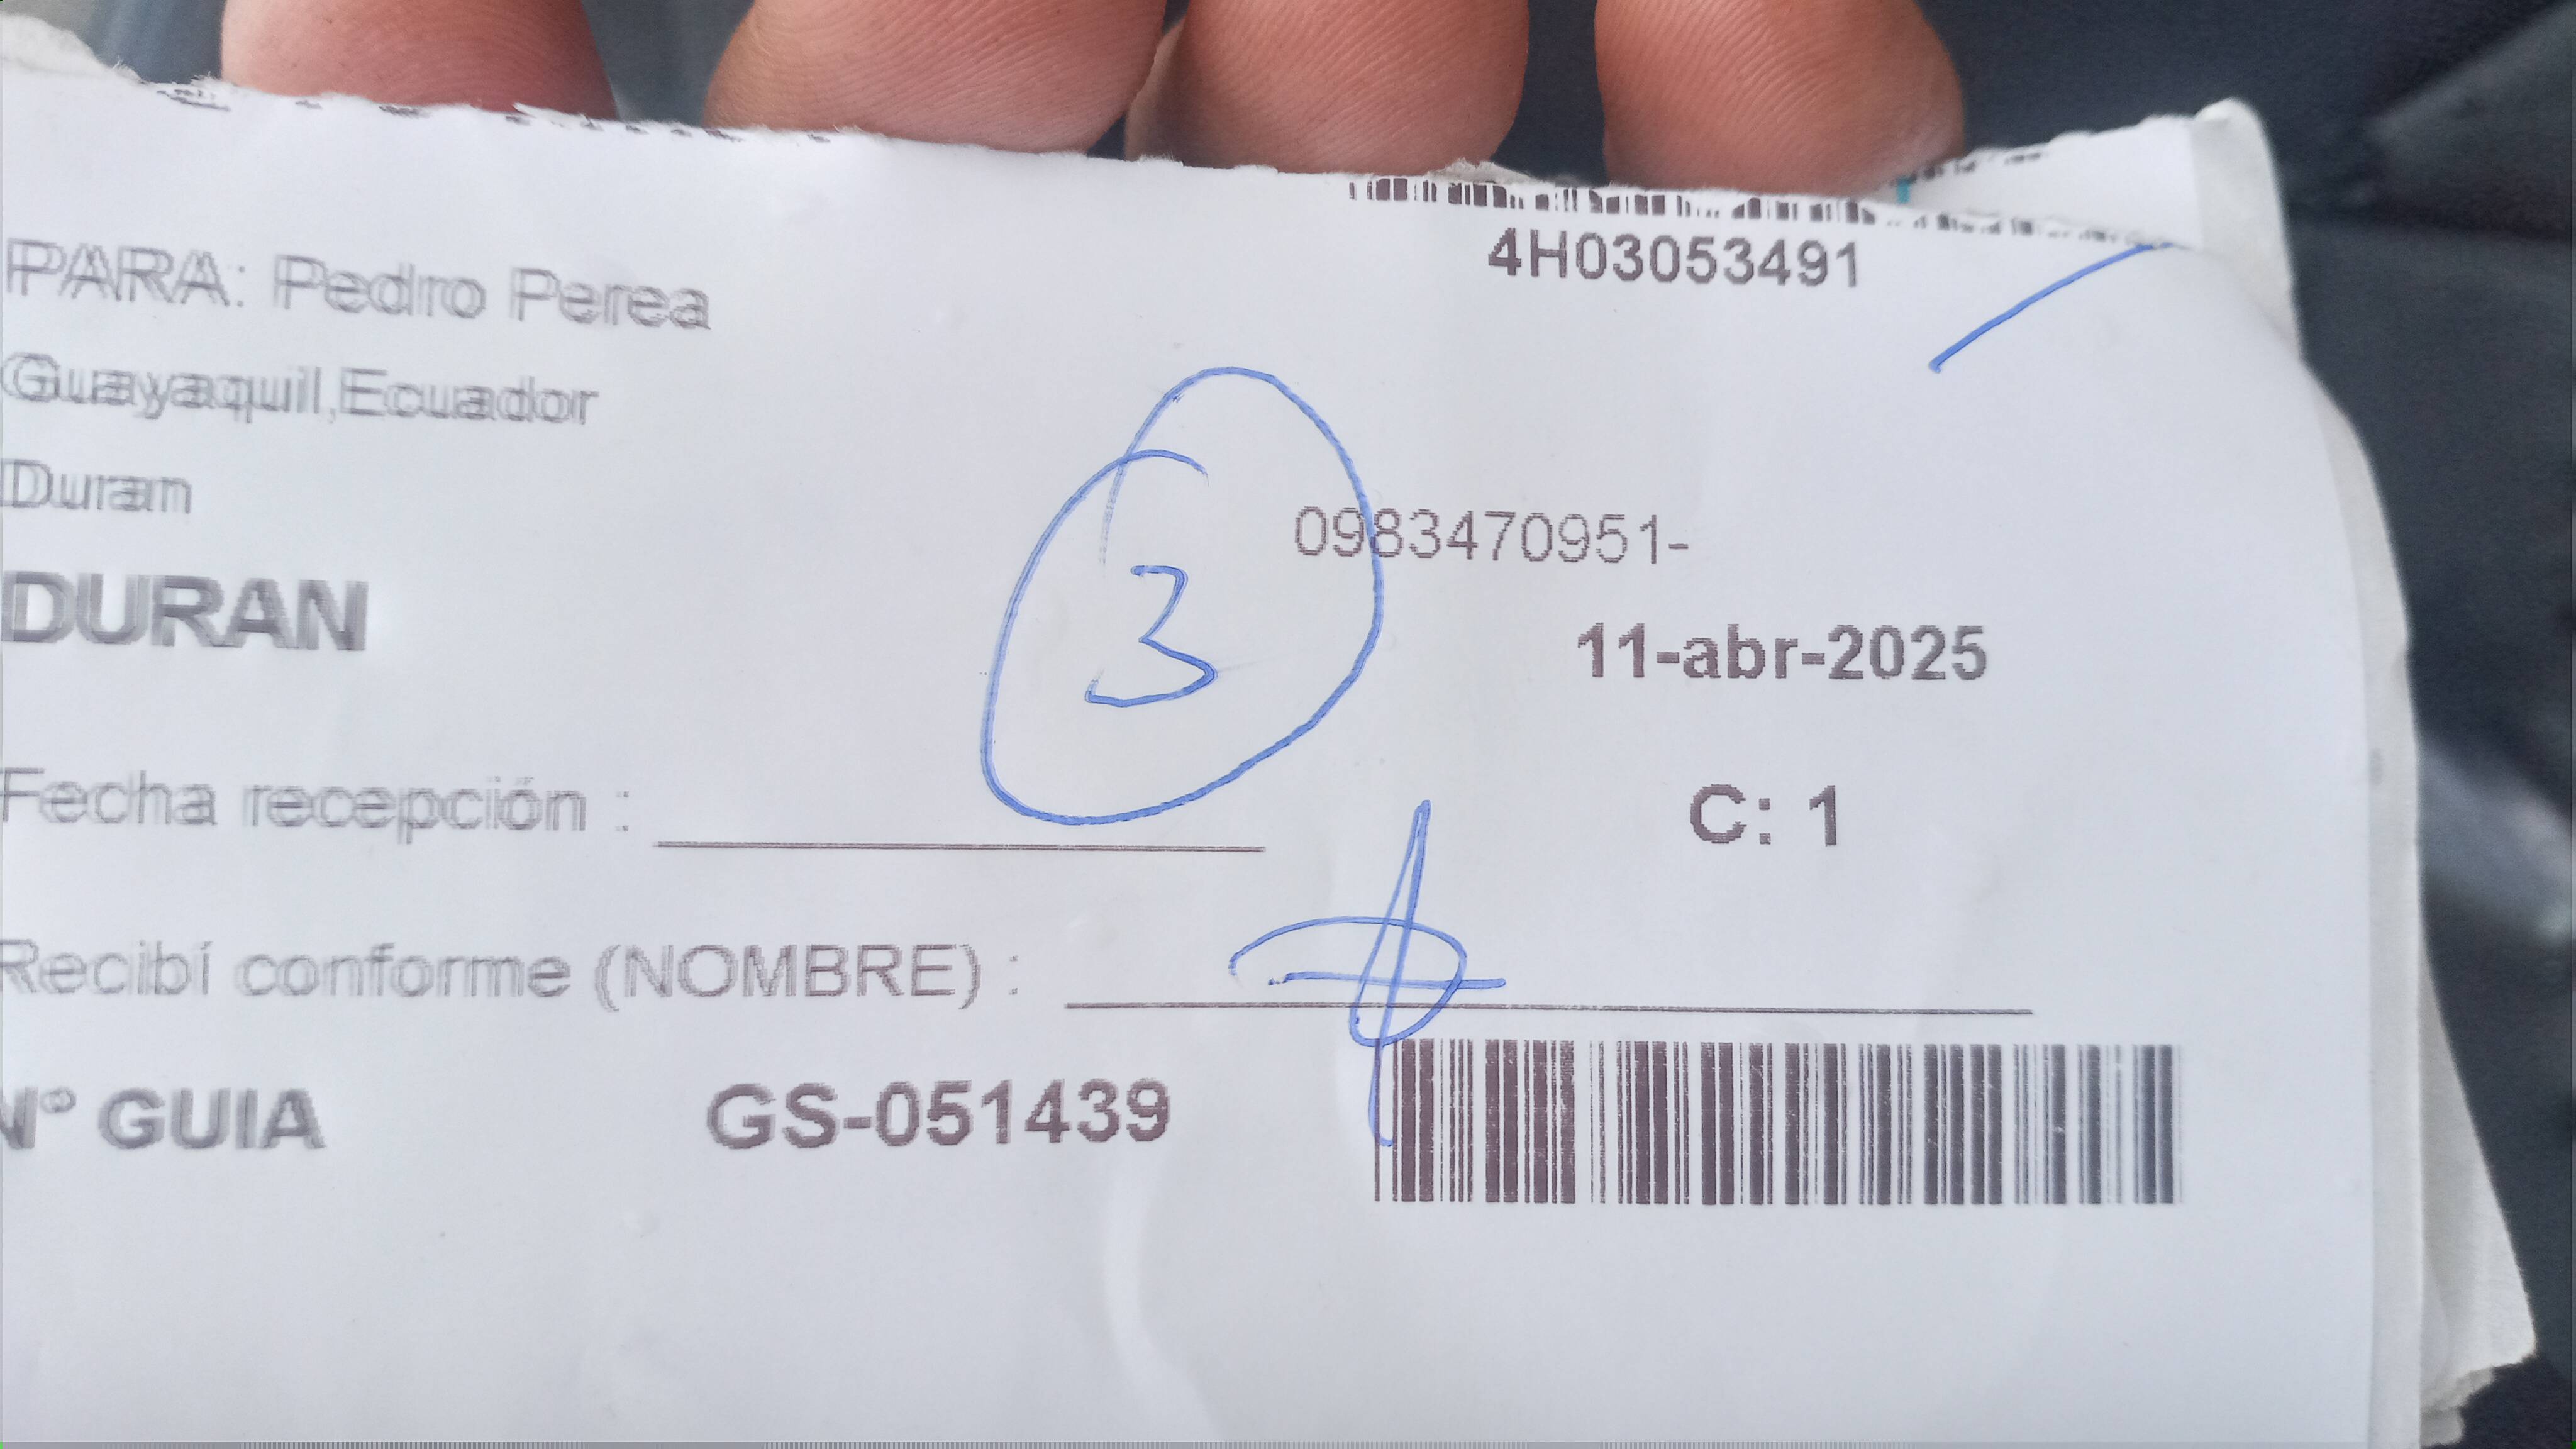 4H03053491
PARA: Pedro Perea
Guayaquil,Ecuador
Duran
0983470951-
DURAN
11-abr-2025
3
C: 1
Fecha recepción :
Recibí conforme (NOMBRE) :
N° GUIA GS-051439